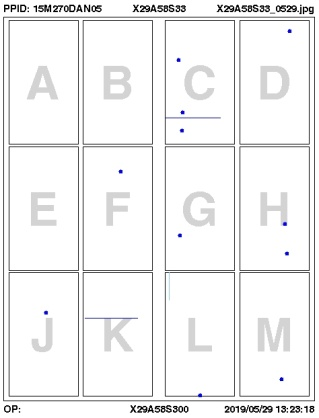 PPID: 15M270DAN05 X29A58S33 X29A58S33_0529.jpg
A B C D
E F G H
J K L M
OP: X29A58S300 2019/05/29 13:23:18